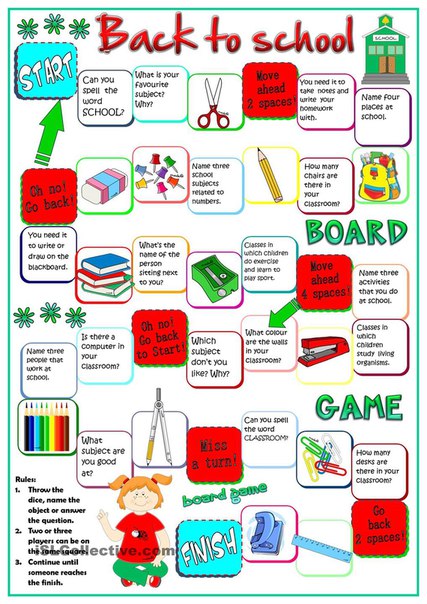 Back to school
SCHOOL
START
Can you
spell the
word
SCHOOL?
What is your
favourite
subject?
Why?
Move
ahead
2 spaces!
You need it to
take notes and
write your
homework
with.
Name four
places at
school.
How many
chairs are
there in
your
classroom?
Name three
school
subjects
related to
numbers.
Oh no!
Go back!
You need it
to write or
draw on the
blackboard.
What's the
name of the
person
sitting next
to you?
Classes in
which children
do exercise
and learn to
play sport.
Move
ahead
4 spaces!
BOARD
Name three
activities
that you do
at school.
Classes in
which
children
study living
organisms.
What colour
are the walls
in your
classroom?
Which
subject
don't you
like? Why?
Oh no!
Go back
to Start!
Is there a
computer in
your
classroom?
Name three
people that
work at
school.
What
subject are
you good
at?
Miss
a turn!
Can you spell
the word
CLASSROOM?
GAME
How many
desks are
there in your
classroom?
Go
back
2 spaces!
board game
FINISH
Rules:
1. Throw the
dice, name the
object or answer
the question.
2. Two or three
players can be on
the same square.
3. Continue until
someone reaches
the finish.
iSLCollective.com